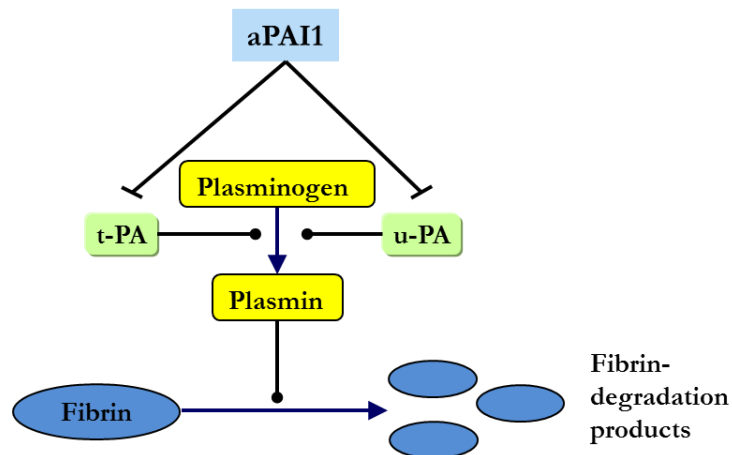 aPAI1
Plasminogen
t-PA
u-PA
Plasmin
Fibrin
Fibrin-
degradation
products